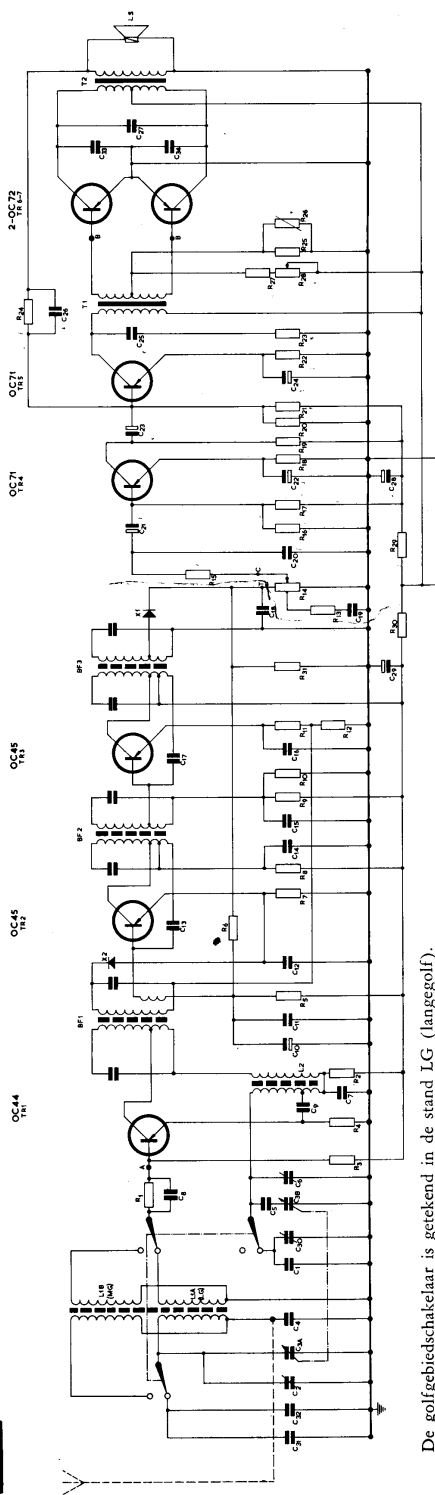 OC44
TR1
OC45
TR2
OC45
TR3
OC71
TR4
OC71
TR5
2-OC72
TR 6-7
L1B
(MG)
L1A
(LG)
R1
C8
A
BF1
X2
BF2
BF3
X1
C13
C17
R6
R15
C
C21
C23
R24
C26
C25
T1
B
B
C33
C27
C34
T2
LS
C31
C32
C2
C3A
C4
C1
C30
C5
C3B
C6
R3
R4
C9
L2
C7
R2
C10
C11
R5
C12
R7
R8
C14
C15
R9
R10
C16
R11
R12
R31
C29
C18
R13
C19
R14
R30
C20
R29
R16
R17
C22
R18
C28
R19
R20
R21
C24
R22
R23
R27
R28
R25
R26
De golfgebiedschakelaar is getekend in de stand LG (langegolf).